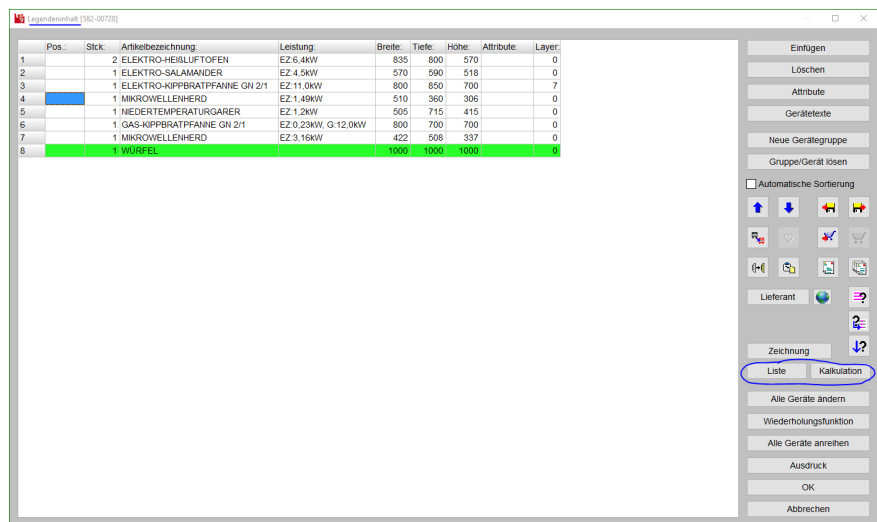 Legendeninhalt [582-00728]
Pos.: Stck: Artikelbezeichnung: Leistung: Breite: Tiefe: Höhe: Attribute: Layer:
1 2 ELEKTRO-HEIßLUFTOFEN EZ:6,4kW 835 800 570 0
2 1 ELEKTRO-SALAMANDER EZ:4,5kW 570 590 518 0
3 1 ELEKTRO-KIPPBRATPFANNE GN 2/1 EZ:11,0kW 800 850 700 7
4 1 MIKROWELLENHERD EZ:1,49kW 510 360 306 0
5 1 NIEDERTEMPERATURGARER EZ:1,2kW 505 715 415 0
6 1 GAS-KIPPBRATPFANNE GN 2/1 EZ:0,23kW, G:12,0kW 800 700 700 0
7 1 MIKROWELLENHERD EZ:3,16kW 422 508 337 0
8 1 WÜRFEL 1000 1000 1000 0
Einfügen
Löschen
Attribute
Gerätetexte
Neue Gerätegruppe
Gruppe/Gerät lösen
Automatische Sortierung
Lieferant
Zeichnung
Liste Kalkulation
Alle Geräte ändern
Wiederholungsfunktion
Alle Geräte anreihen
Ausdruck
OK
Abbrechen